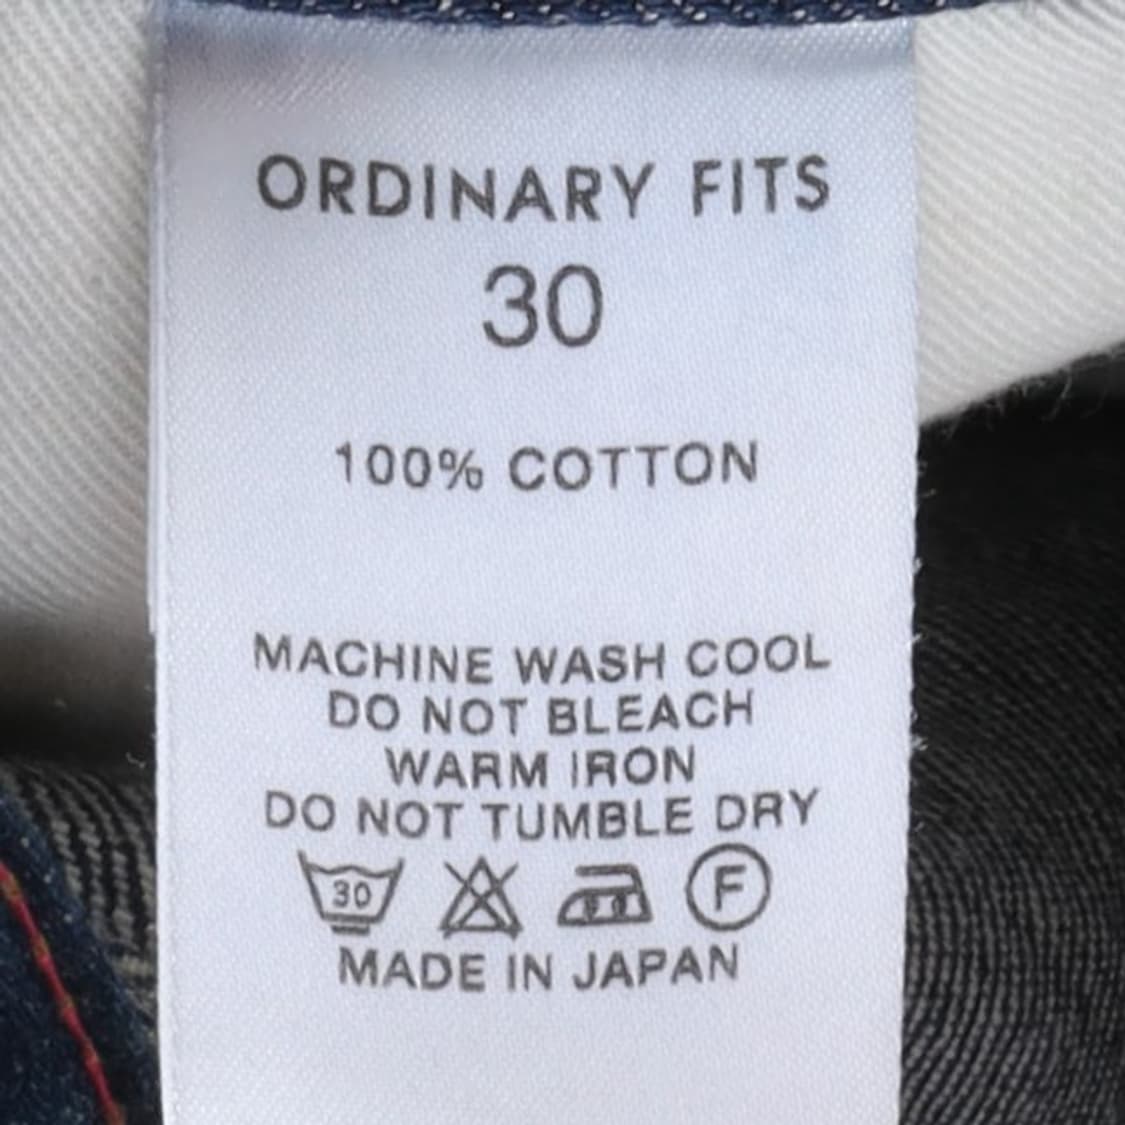 ORDINARY FITS
30
100% COTTON
MACHINE WASH COOL
DO NOT BLEACH
WARM IRON
DO NOT TUMBLE DRY
30 F
MADE IN JAPAN